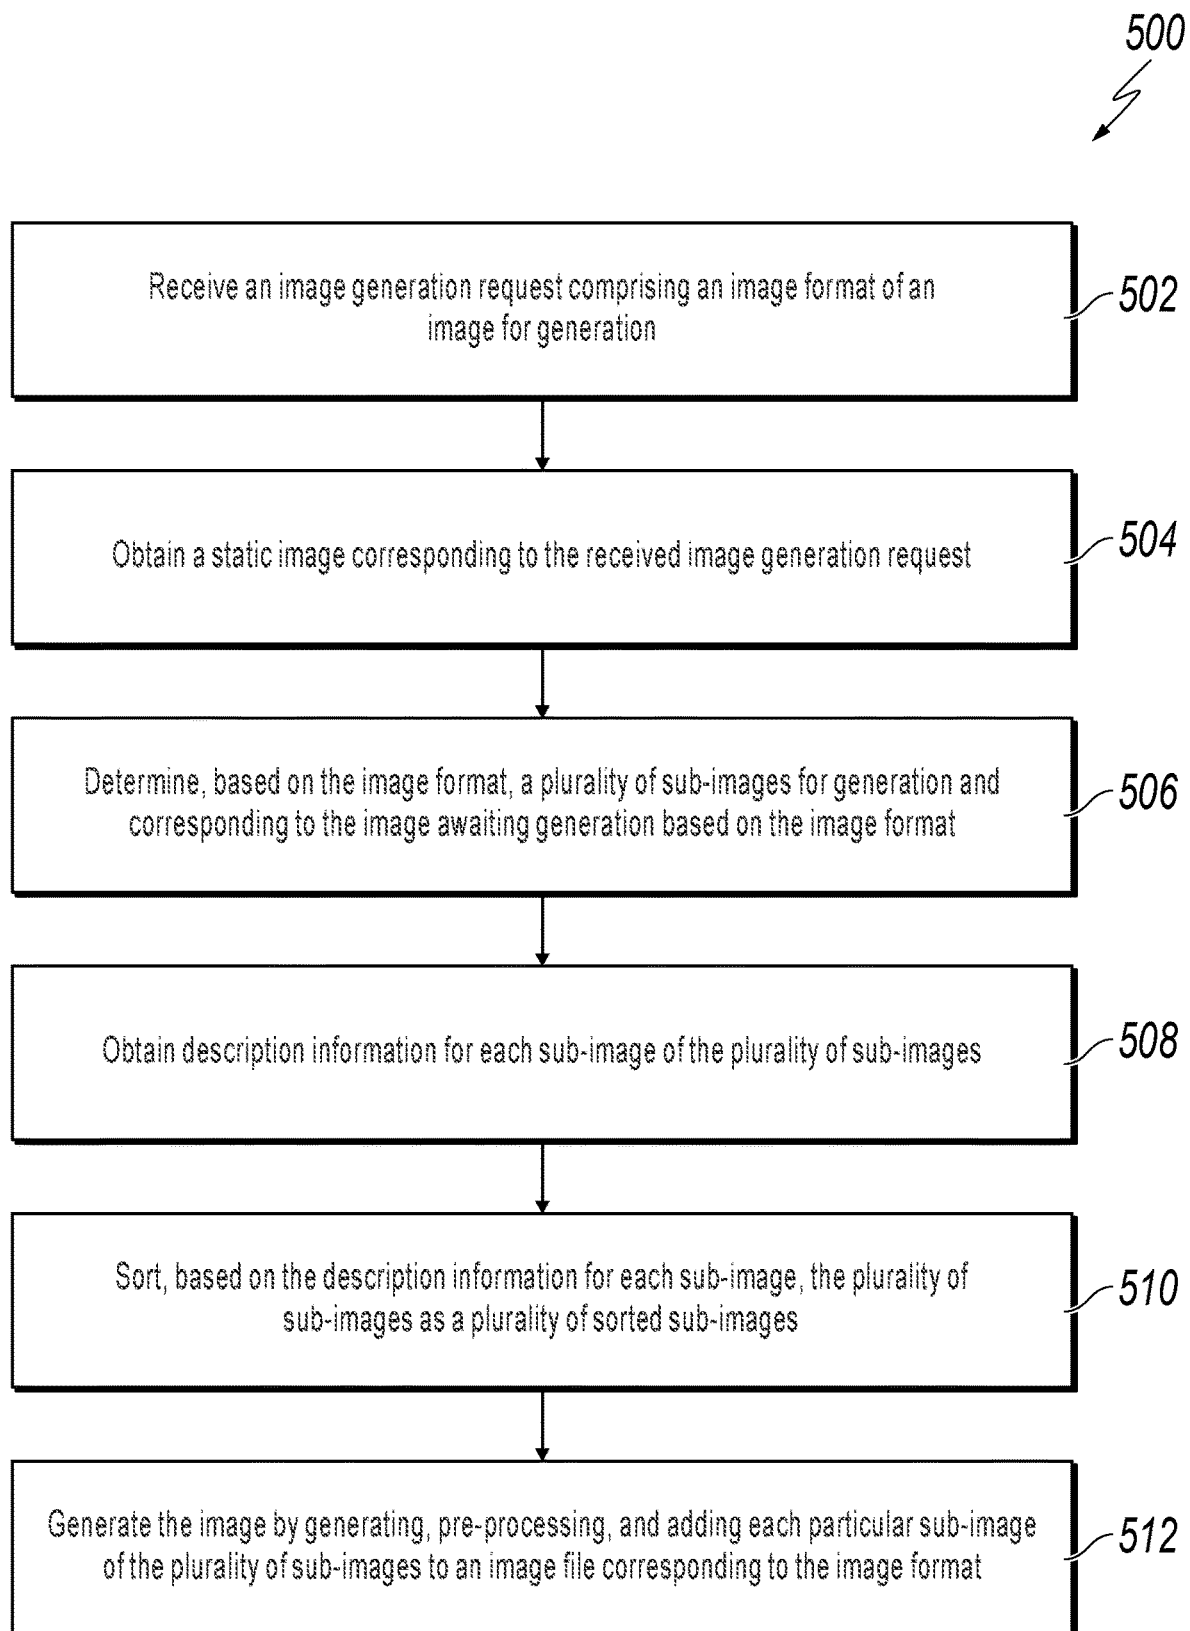 500
Receive an image generation request comprising an image format of an
image for generation
502
Obtain a static image corresponding to the received image generation request
504
Determine, based on the image format, a plurality of sub-images for generation and
corresponding to the image awaiting generation based on the image format
506
Obtain description information for each sub-image of the plurality of sub-images
508
Sort, based on the description information for each sub-image, the plurality of
sub-images as a plurality of sorted sub-images
510
Generate the image by generating, pre-processing, and adding each particular sub-image
of the plurality of sub-images to an image file corresponding to the image format
512